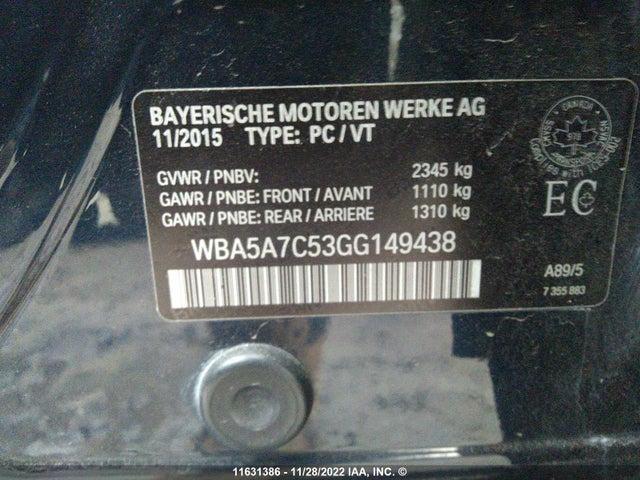 BAYERISCHE MOTOREN WERKE AG
11/2015 TYPE: PC / VT
GVWR / PNBV: 2345 kg
GAWR / PNBE: FRONT / AVANT 1110 kg
GAWR / PNBE: REAR / ARRIERE 1310 kg
WBA5A7C53GG149438
CANADA
EC
A89/5
7 355 883
11631386 - 11/28/2022 IAA, INC. ©